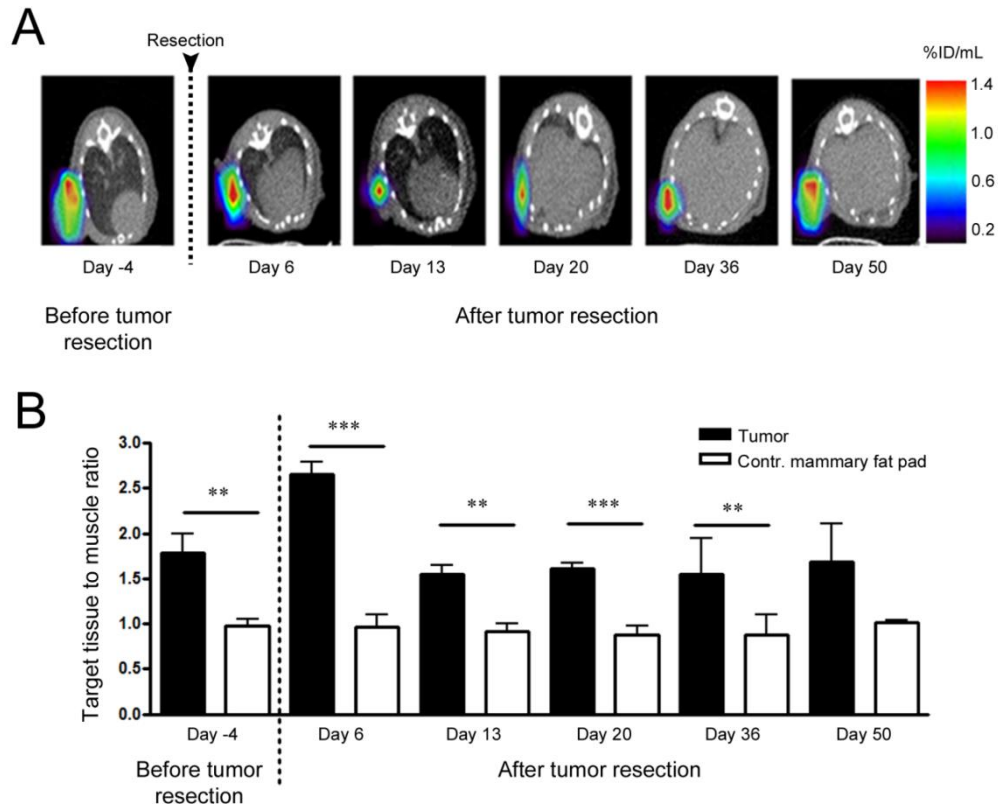 A
Resection
%ID/mL
1.4
1.0
0.6
0.2
Day -4
Day 6
Day 13
Day 20
Day 36
Day 50
Before tumor
resection
After tumor resection
B
Target tissue to muscle ratio
3.0
2.5
2.0
1.5
1.0
0.5
0.0
**
***
**
***
**
Tumor
Contr. mammary fat pad
Day -4
Day 6
Day 13
Day 20
Day 36
Day 50
Before tumor
resection
After tumor resection